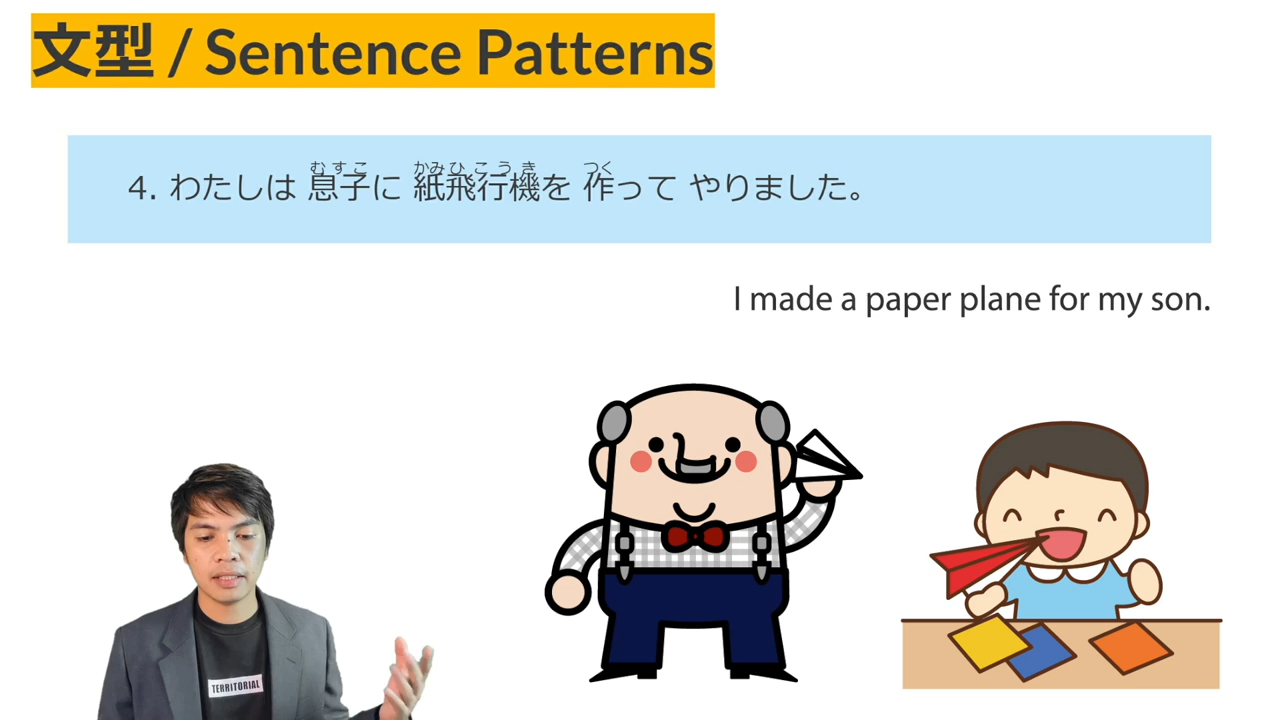 文型 / Sentence Patterns
4. わたしは 息子に 紙飛行機を 作って やりました。
むすこ かみひこうき つく
I made a paper plane for my son.
TERRITORIAL